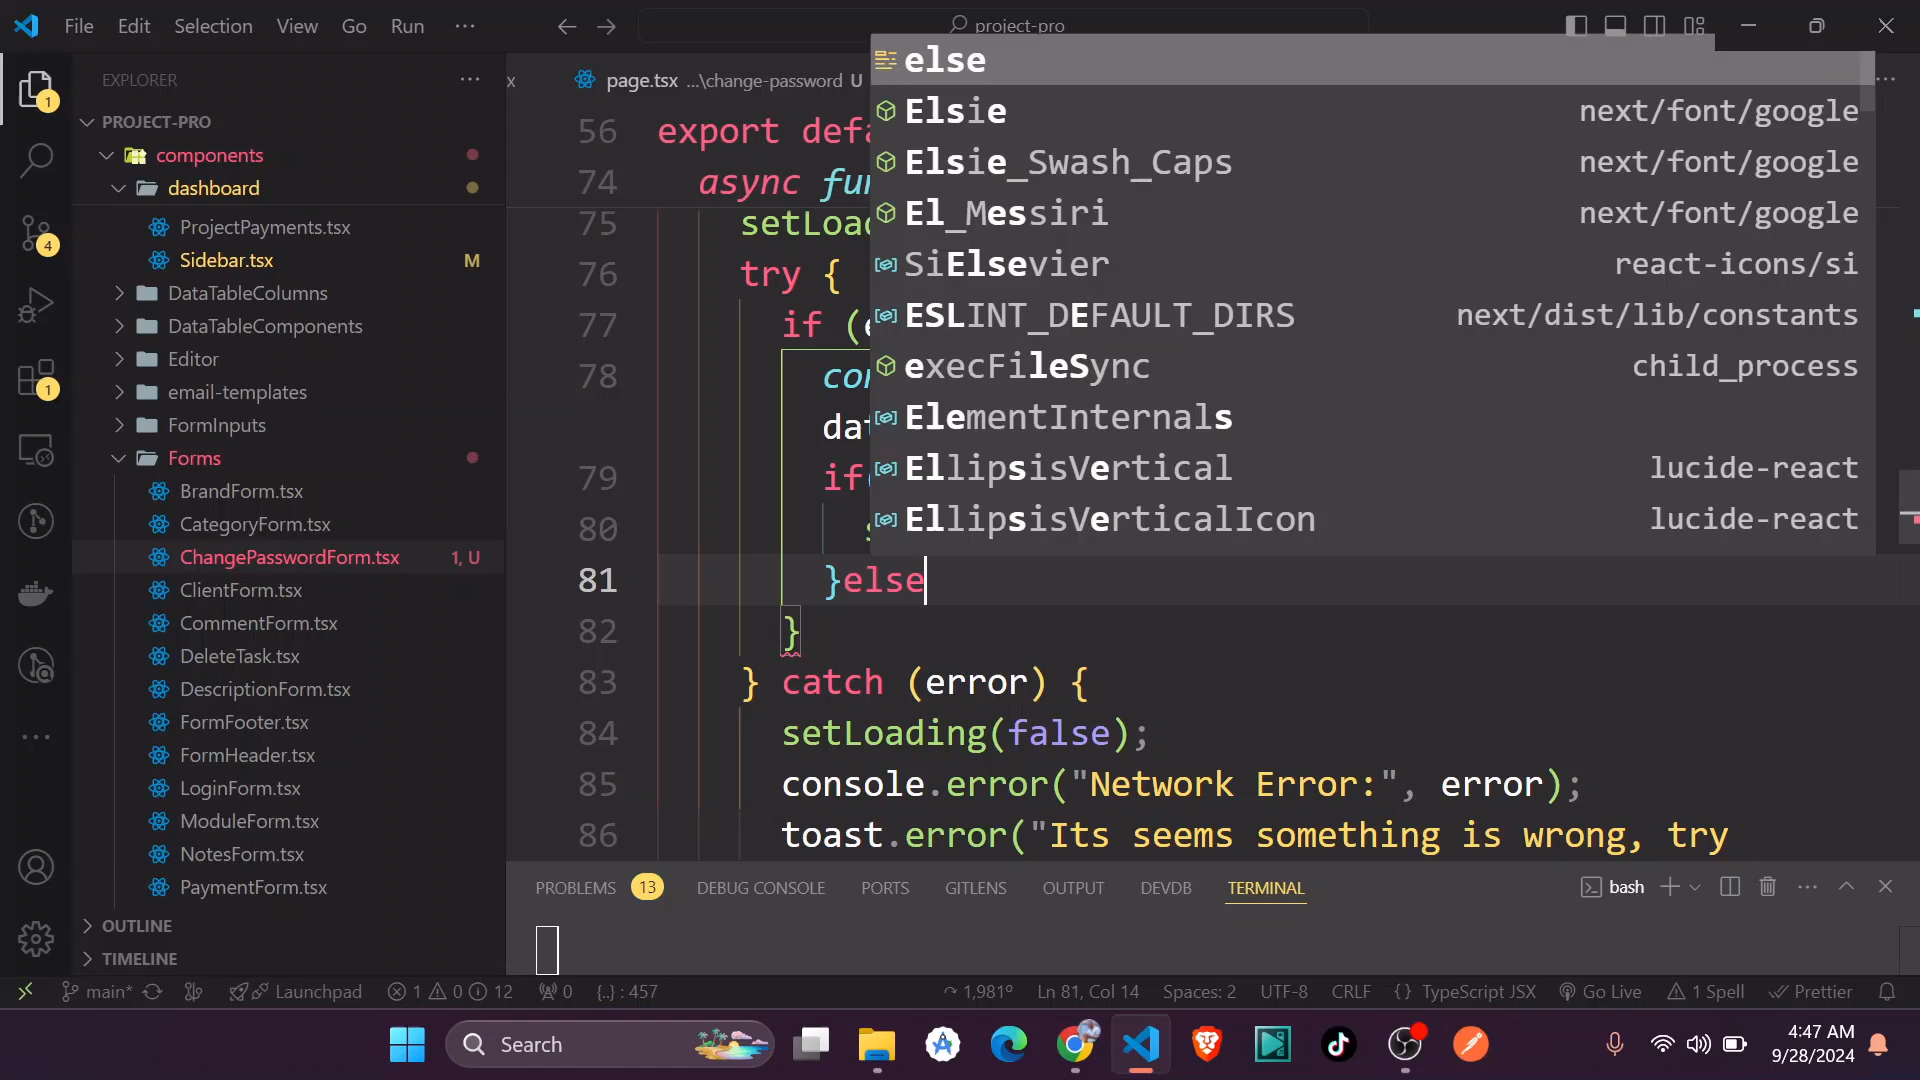 File Edit Selection View Go Run ···
project-pro
EXPLORER
PROJECT-PRO
components
dashboard
ProjectPayments.tsx
Sidebar.tsx M
DataTableColumns
DataTableComponents
Editor
email-templates
FormInputs
Forms
BrandForm.tsx
CategoryForm.tsx
ChangePasswordForm.tsx 1, U
ClientForm.tsx
CommentForm.tsx
DeleteTask.tsx
DescriptionForm.tsx
FormFooter.tsx
FormHeader.tsx
LoginForm.tsx
ModuleForm.tsx
NotesForm.tsx
PaymentForm.tsx
OUTLINE
TIMELINE
1
4
1
x page.tsx ...\change-password U
56 export defa
74 async fun
75 setLoad
76 try {
77 if (e
78 con
dat
79 if(
80 s
81 }else
82 }
83 } catch (error) {
84 setLoading(false);
85 console.error("Network Error:", error);
86 toast.error("Its seems something is wrong, try
else
Elsie next/font/google
Elsie_Swash_Caps next/font/google
El_Messiri next/font/google
SiElsevier react-icons/si
ESLINT_DEFAULT_DIRS next/dist/lib/constants
execFileSync child_process
ElementInternals
EllipsisVertical lucide-react
EllipsisVerticalIcon lucide-react
PROBLEMS 13 DEBUG CONSOLE PORTS GITLENS OUTPUT DEVDB TERMINAL bash
main* Launchpad 1 0 12 0 {..} : 457 1,981° Ln 81, Col 14 Spaces: 2 UTF-8 CRLF {} TypeScript JSX Go Live 1 Spell Prettier
Search
4:47 AM
9/28/2024